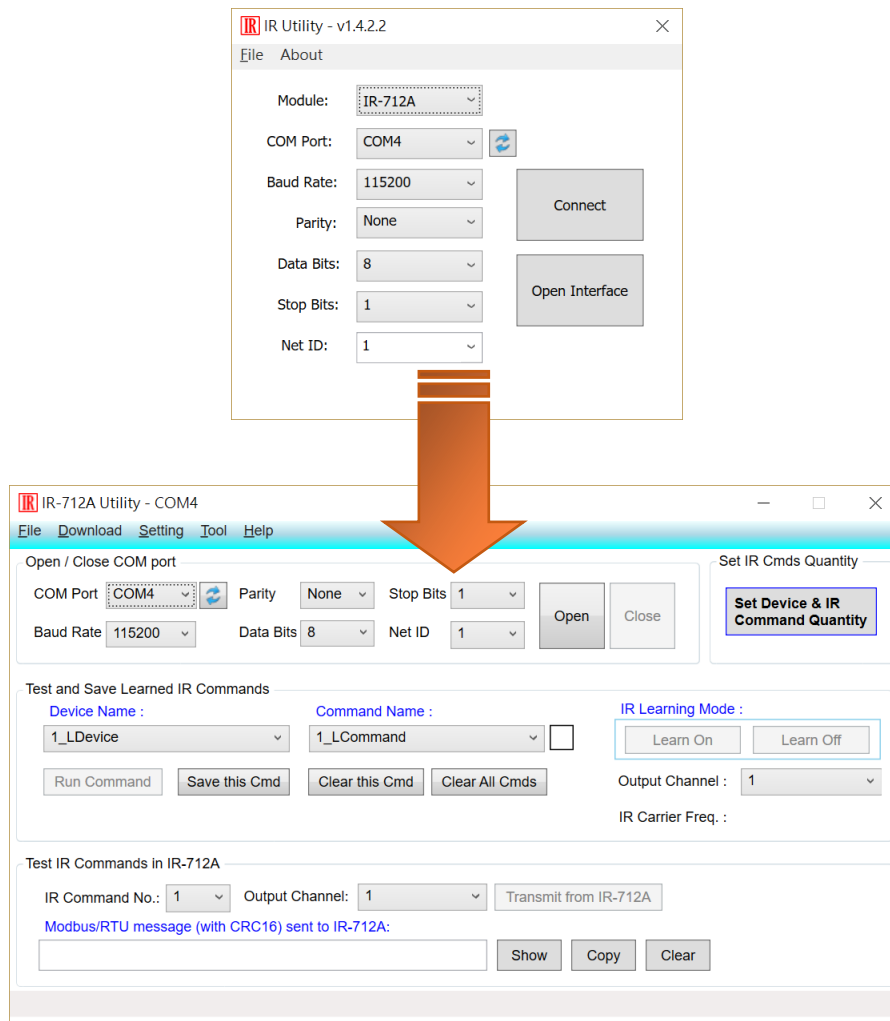 IR IR Utility - v1.4.2.2
File About
Module: IR-712A
COM Port: COM4
Baud Rate: 115200
Connect
Parity: None
Data Bits: 8
Open Interface
Stop Bits: 1
Net ID: 1
IR IR-712A Utility - COM4
File Download Setting Tool Help
Open / Close COM port
Set IR Cmds Quantity
COM Port COM4 Parity None Stop Bits 1
Open Close
Set Device & IR
Command Quantity
Baud Rate 115200 Data Bits 8 Net ID 1
Test and Save Learned IR Commands
Device Name : Command Name : IR Learning Mode :
1_LDevice 1_LCommand Learn On Learn Off
Run Command Save this Cmd Clear this Cmd Clear All Cmds Output Channel : 1
IR Carrier Freq. :
Test IR Commands in IR-712A
IR Command No.: 1 Output Channel: 1 Transmit from IR-712A
Modbus/RTU message (with CRC16) sent to IR-712A:
Show Copy Clear